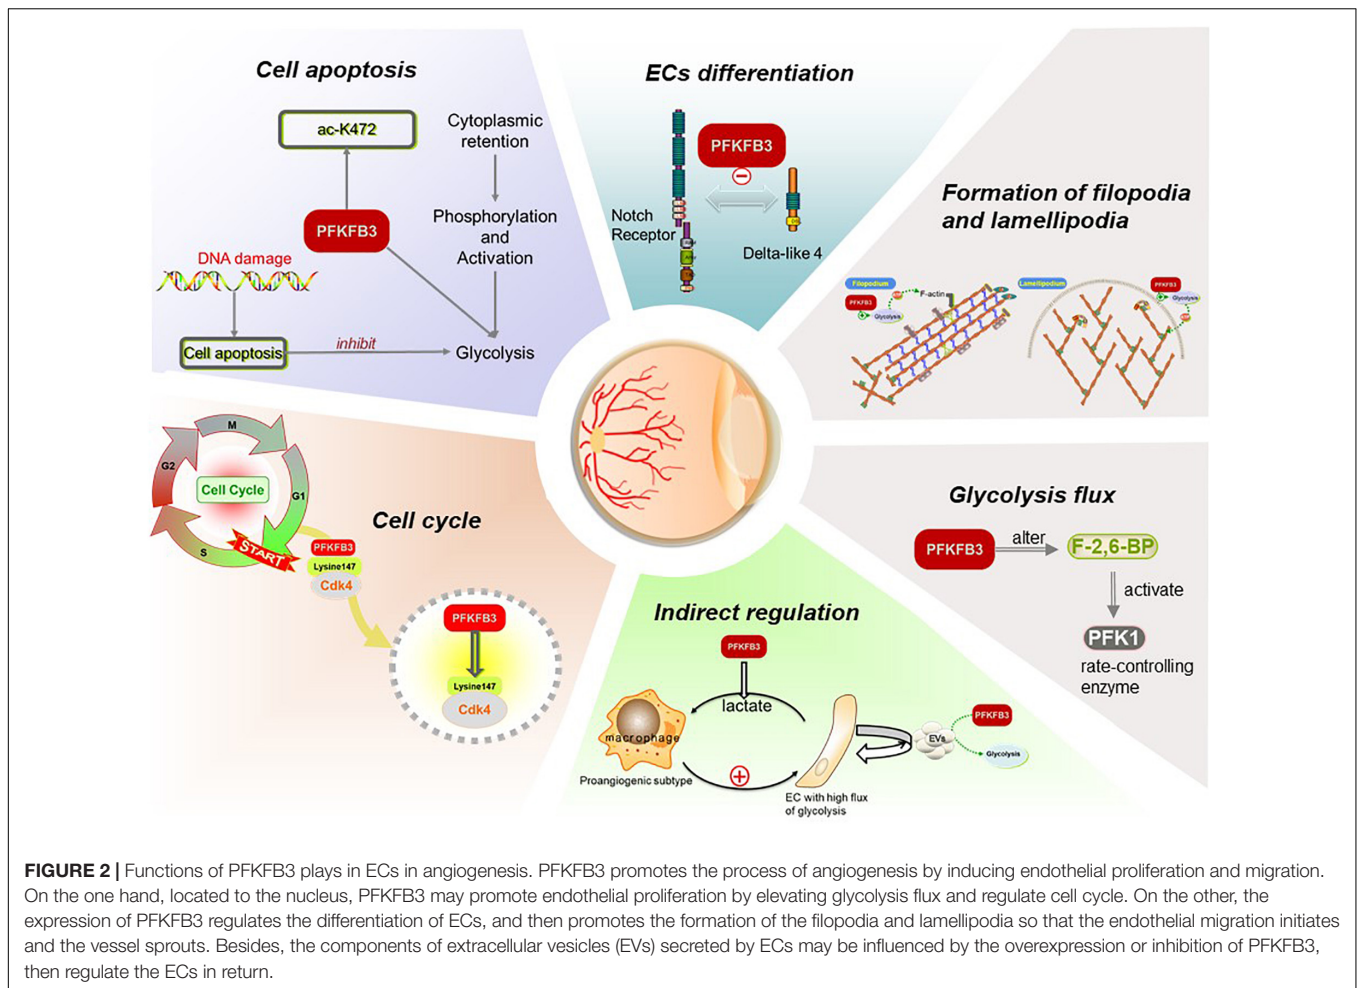 Cell apoptosis
ac-K472
Cytoplasmic
retention
PFKFB3
Phosphorylation
and
Activation
DNA damage
Cell apoptosis
inhibit
Glycolysis
ECs differentiation
PFKFB3
Notch
Receptor
Delta-like 4
Formation of filopodia
and lamellipodia
Filopodium
PFKFB3
Glycolysis
F-actin
Lamellipodium
PFKFB3
Glycolysis
M
G2
G1
Cell Cycle
S
START
Cell cycle
PFKFB3
Lysine147
Cdk4
PFKFB3
Lysine147
Cdk4
Indirect regulation
PFKFB3
lactate
macrophage
Proangiogenic subtype
EC with high flux
of glycolysis
EVs
PFKFB3
Glycolysis
Glycolysis flux
PFKFB3
alter
F-2,6-BP
activate
PFK1
rate-controlling
enzyme
FIGURE 2 | Functions of PFKFB3 plays in ECs in angiogenesis. PFKFB3 promotes the process of angiogenesis by inducing endothelial proliferation and migration.
On the one hand, located to the nucleus, PFKFB3 may promote endothelial proliferation by elevating glycolysis flux and regulate cell cycle. On the other, the
expression of PFKFB3 regulates the differentiation of ECs, and then promotes the formation of the filopodia and lamellipodia so that the endothelial migration initiates
and the vessel sprouts. Besides, the components of extracellular vesicles (EVs) secreted by ECs may be influenced by the overexpression or inhibition of PFKFB3,
then regulate the ECs in return.